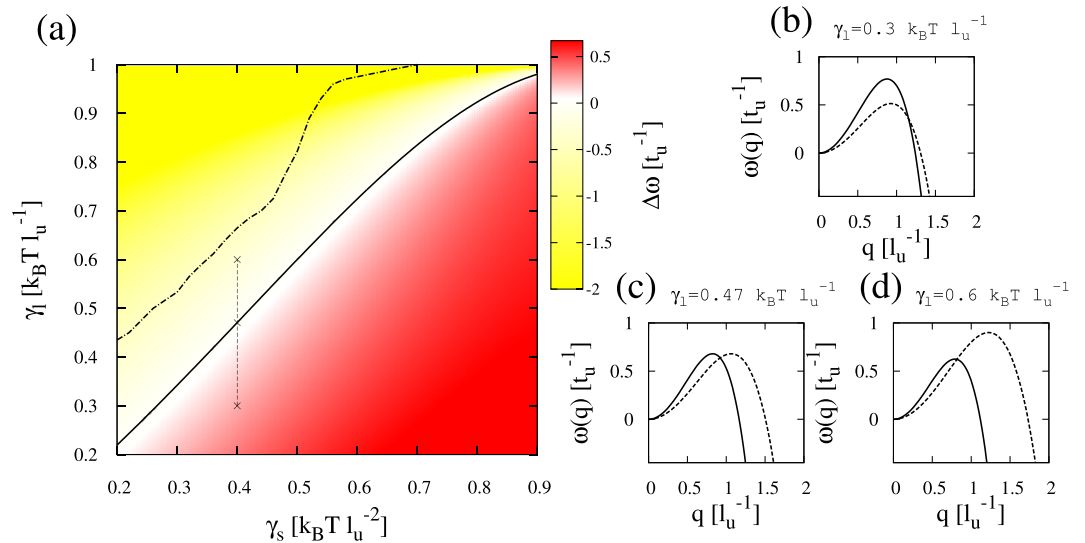 (a)
1
0.9
0.8
0.7
0.6
0.5
0.4
0.3
0.2
γl [kBT lu-1]
0.2 0.3 0.4 0.5 0.6 0.7 0.8 0.9
γs [kBT lu-2]
0.5
0
-0.5
-1
-1.5
-2
Δω [tu-1]
(b) γl=0.3 kBT lu-1
1
0.5
0
ω(q) [tu-1]
0 0.5 1 1.5 2
q [lu-1]
(c) γl=0.47 kBT lu-1
1
0.5
0
ω(q) [tu-1]
0 0.5 1 1.5 2
q [lu-1]
(d) γl=0.6 kBT lu-1
1
0.5
0
ω(q) [tu-1]
0 0.5 1 1.5 2
q [lu-1]